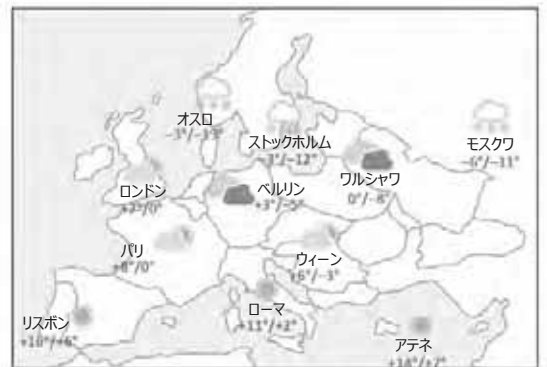 オスロ
ストックホルム
-3°/-12°
モスクワ
-6°/-11°
ロンドン
+2°/0°
ベルリン
+3°/-5°
ワルシャワ
0°/-8°
パリ
+8°/0°
ウィーン
+6°/-3°
リスボン
+10°/+6°
ローマ
+11°/+2°
アテネ
+14°/+7°